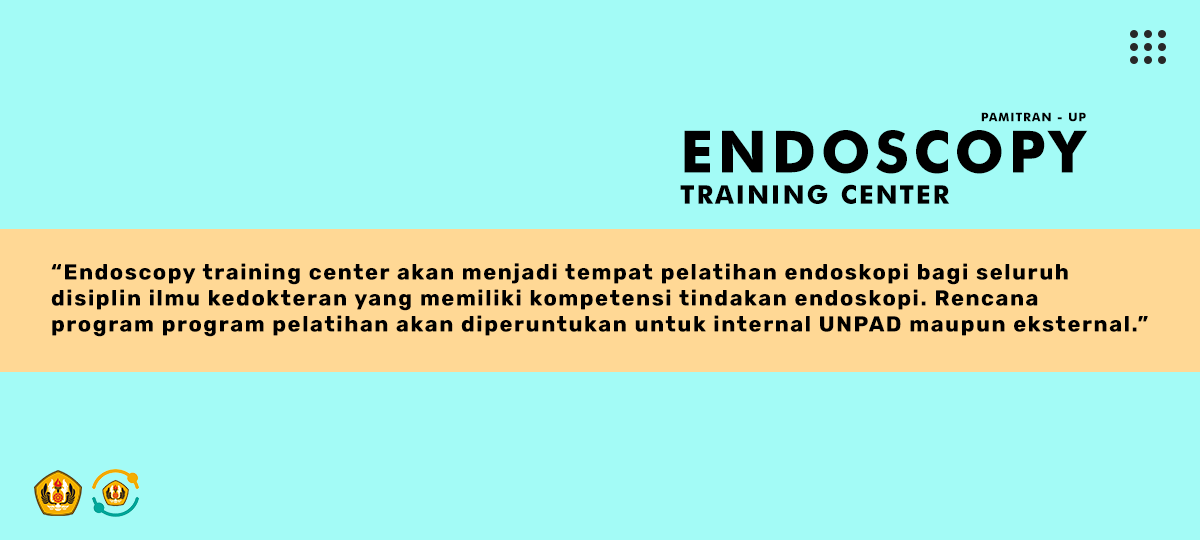 PAMITRAN - UP
ENDOSCOPY
TRAINING CENTER
“Endoscopy training center akan menjadi tempat pelatihan endoskopi bagi seluruh
disiplin ilmu kedokteran yang memiliki kompetensi tindakan endoskopi. Rencana
program program pelatihan akan diperuntukan untuk internal UNPAD maupun eksternal.”